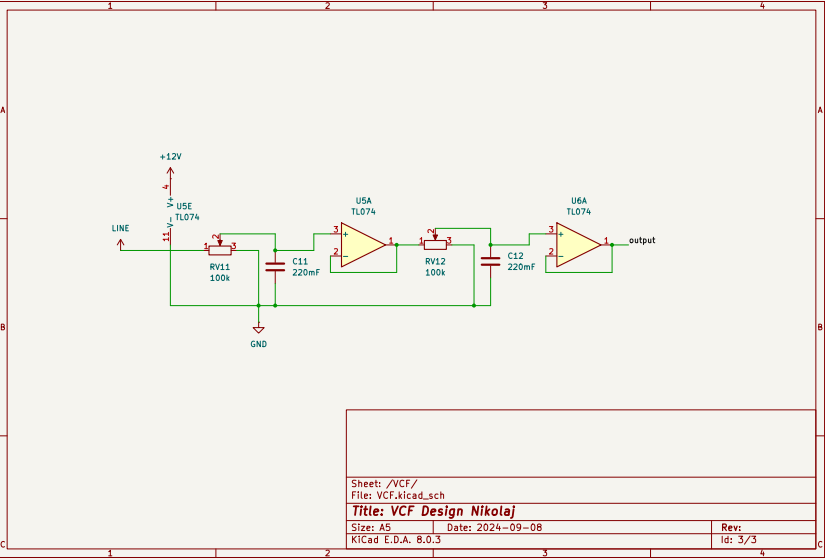 1 2 3 4
A A
+12V
4
V+
U5E
TL074
V-
11
LINE
1 2 3
RV11
100k
C11
220mF
U5A
TL074
3 +
2 -
1
1 2 3
RV12
100k
C12
220mF
U6A
TL074
3 +
2 -
1
output
GND
B B
Sheet: /VCF/
File: VCF.kicad_sch
Title: VCF Design Nikolaj
Size: A5 Date: 2024-09-08 Rev:
KiCad E.D.A. 8.0.3 Id: 3/3
C C
1 2 3 4